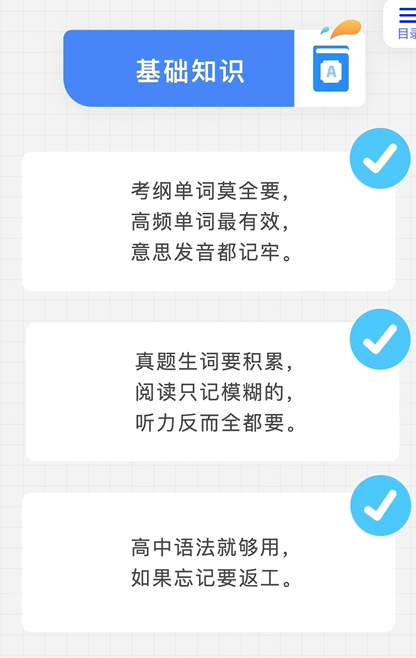 目录
基础知识
A
考纲单词莫全要，
高频单词最有效，
意思发音都记牢。
真题生词要积累，
阅读只记模糊的，
听力反而全都要。
高中语法就够用，
如果忘记要返工。